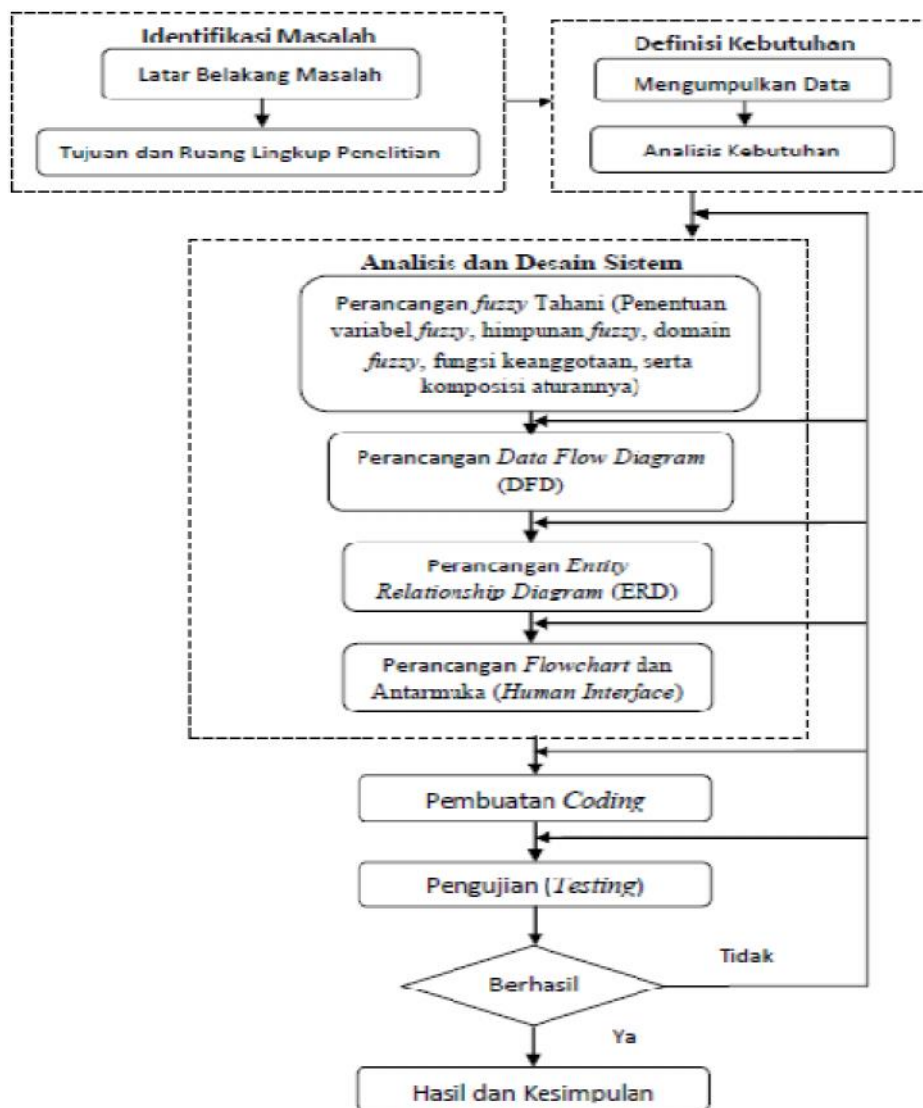 Identifikasi Masalah
Latar Belakang Masalah
Tujuan dan Ruang Lingkup Penelitian
Definisi Kebutuhan
Mengumpulkan Data
Analisis Kebutuhan
Analisis dan Desain Sistem
Perancangan fuzzy Tahani (Penentuan
variabel fuzzy, himpunan fuzzy, domain
fuzzy, fungsi keanggotaan, serta
komposisi aturannya)
Perancangan Data Flow Diagram
(DFD)
Perancangan Entity
Relationship Diagram (ERD)
Perancangan Flowchart dan
Antarmuka (Human Interface)
Pembuatan Coding
Pengujian (Testing)
Berhasil
Tidak
Ya
Hasil dan Kesimpulan